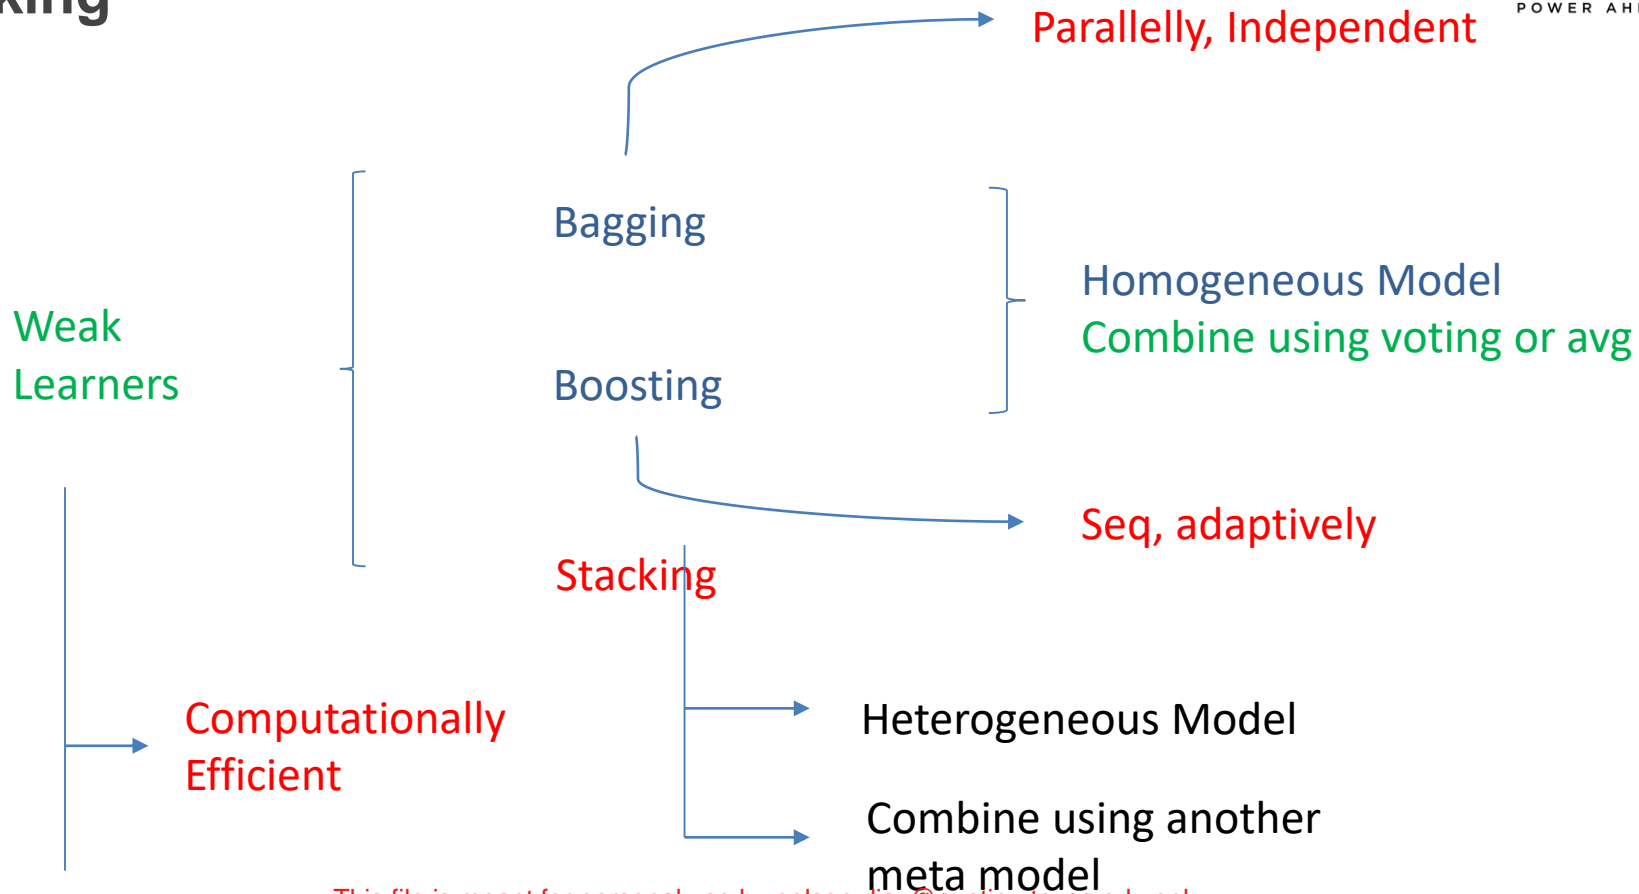 Parallelly, Independent
POWER
Bagging
Homogeneous Model
Combine using voting or avg
Weak
Learners
Boosting
Seq, adaptively
Stacking
Computationally
Efficient
Heterogeneous Model
Combine using another
meta model